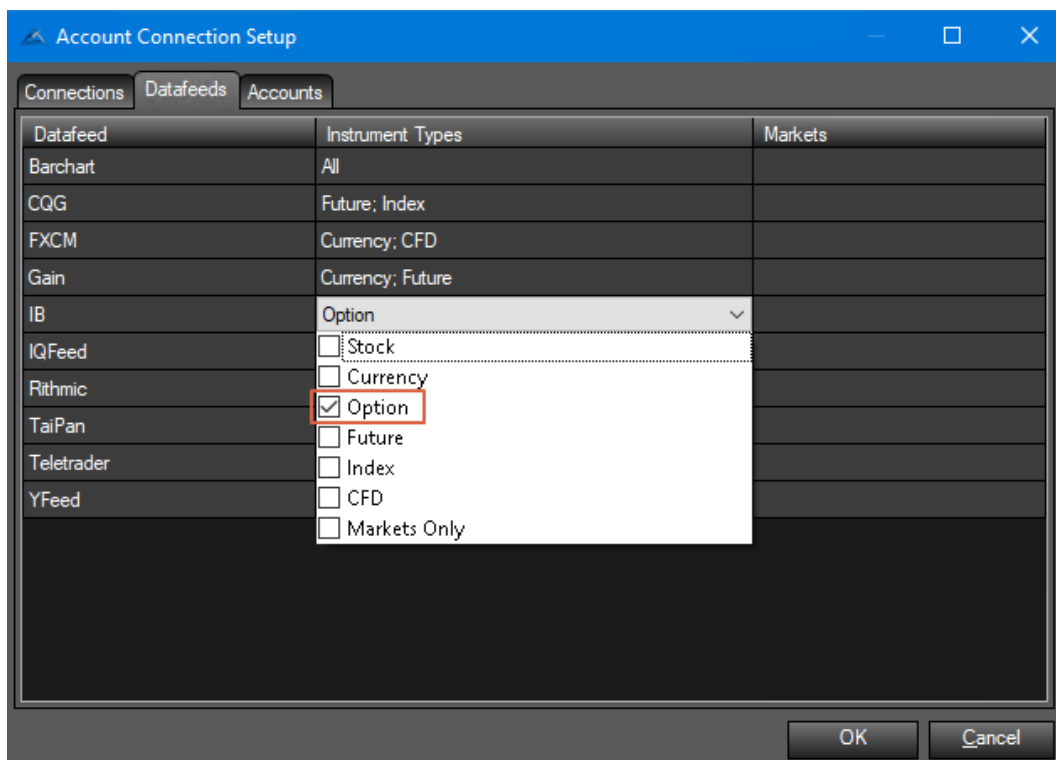 Account Connection Setup
Connections Datafeeds Accounts
Datafeed Instrument Types Markets
Barchart All
CQG Future; Index
FXCM Currency; CFD
Gain Currency; Future
IB Option
IQFeed Stock
Currency
Rithmic Option
TaiPan Future
Teletrader Index
YFeed CFD
Markets Only
OK Cancel